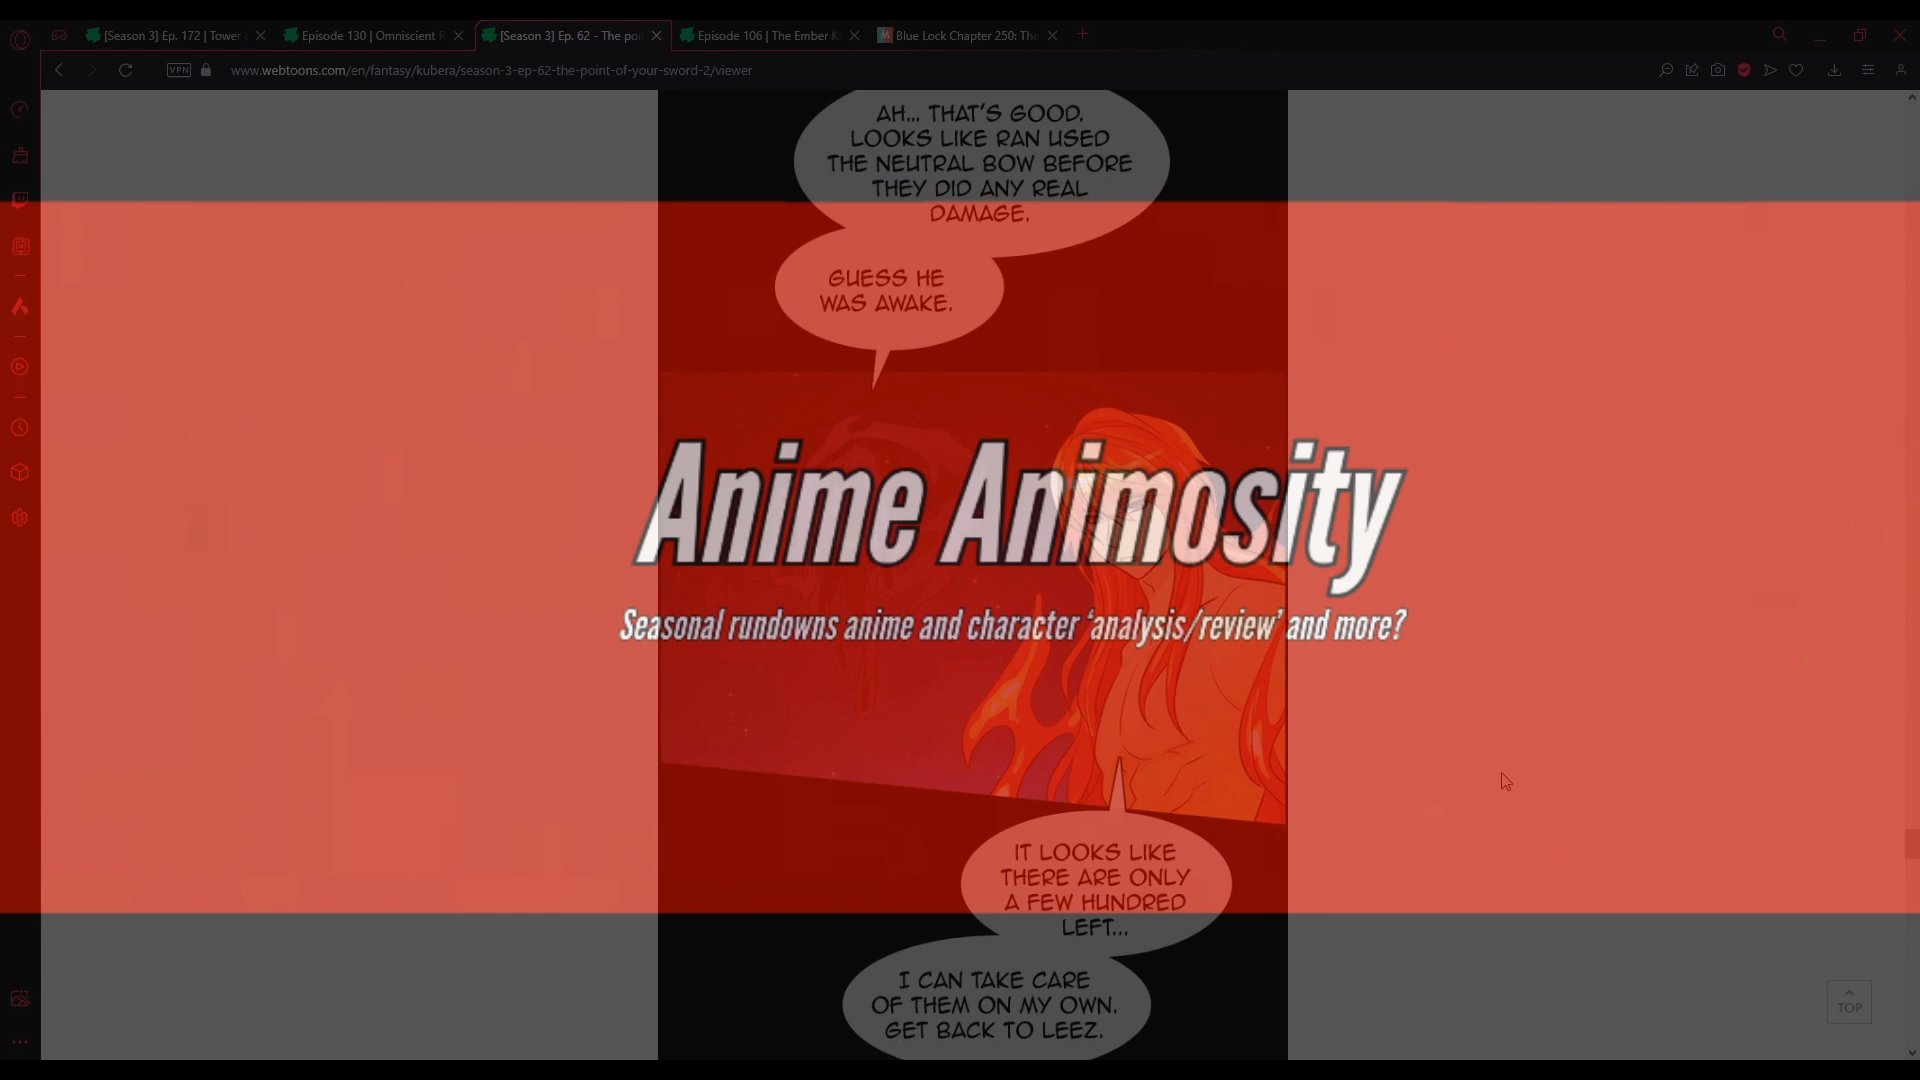 [Season 3] Ep. 172 | Tower
Episode 130 | Omniscient R
[Season 3] Ep. 62 - The poi
Episode 106 | The Ember K
Blue Lock Chapter 250: The
VPN
www.webtoons.com/en/fantasy/kubera/season-3-ep-62-the-point-of-your-sword-2/viewer
AH... THAT'S GOOD.
LOOKS LIKE RAN USED
THE NEUTRAL BOW BEFORE
THEY DID ANY REAL
DAMAGE.
GUESS HE
WAS AWAKE.
Anime Animosity
Seasonal rundowns anime and character 'analysis/review' and more?
IT LOOKS LIKE
THERE ARE ONLY
A FEW HUNDRED
LEFT...
I CAN TAKE CARE
OF THEM ON MY OWN.
GET BACK TO LEEZ.
TOP